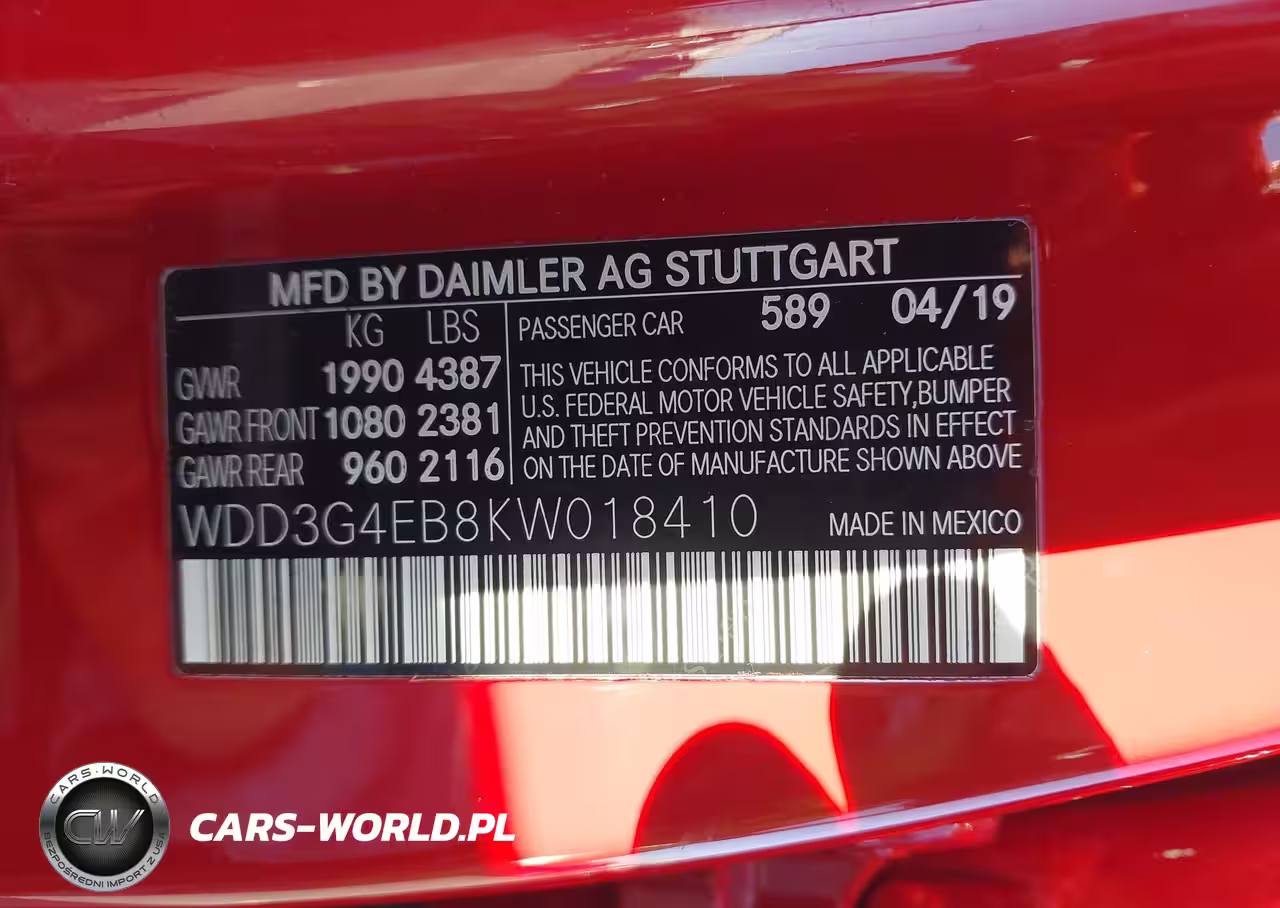 MFD BY DAIMLER AG STUTTGART
KG LBS
GVWR 1990 4387
GAWR FRONT 1080 2381
GAWR REAR 960 2116
PASSENGER CAR 589 04/19
THIS VEHICLE CONFORMS TO ALL APPLICABLE
U.S. FEDERAL MOTOR VEHICLE SAFETY,BUMPER
AND THEFT PREVENTION STANDARDS IN EFFECT
ON THE DATE OF MANUFACTURE SHOWN ABOVE
WDD3G4EB8KW018410 MADE IN MEXICO
CARS-WORLD
CW
BEZPOŚREDNI IMPORT Z USA
CARS-WORLD.PL